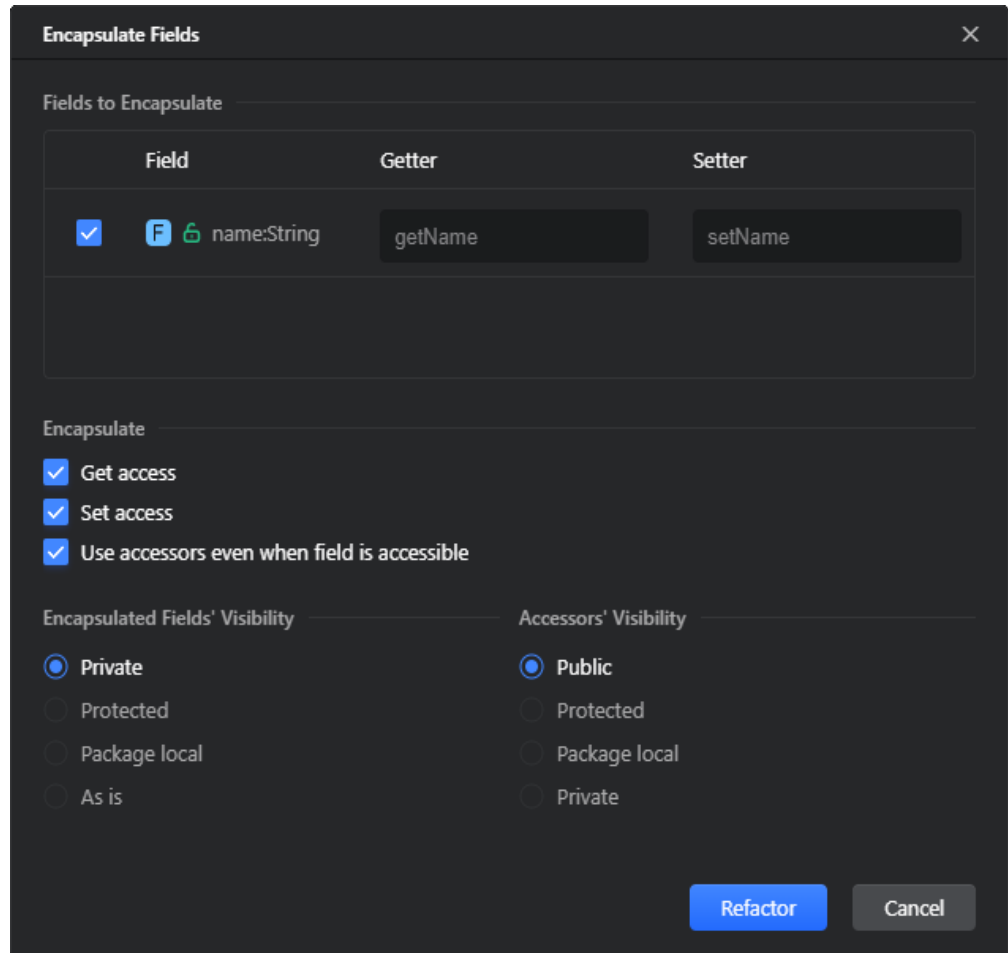 Encapsulate Fields
Fields to Encapsulate
Field Getter Setter
F name:String getName setName
Encapsulate
Get access
Set access
Use accessors even when field is accessible
Encapsulated Fields' Visibility Accessors' Visibility
Private Public
Protected Protected
Package local Package local
As is Private
Refactor Cancel